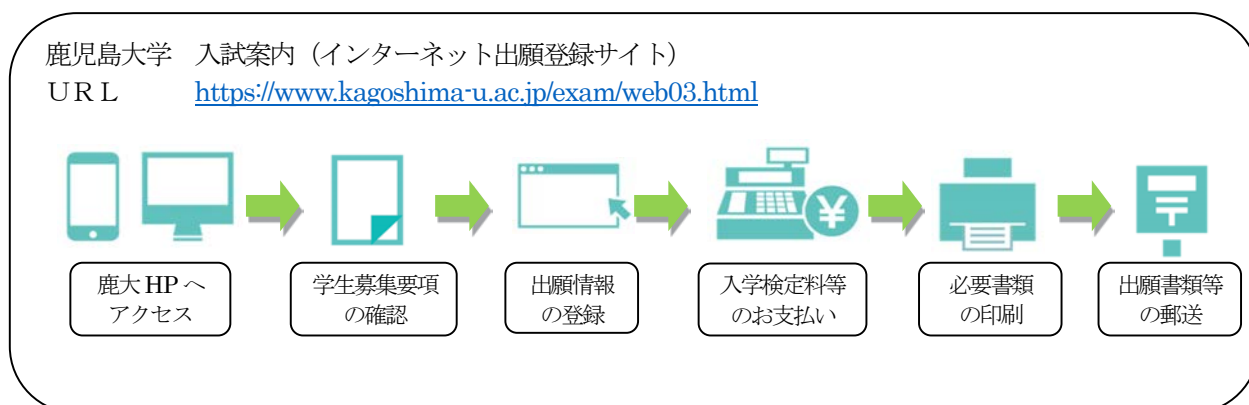 鹿児島大学　入試案内（インターネット出願登録サイト）
ＵＲＬ　https://www.kagoshima-u.ac.jp/exam/web03.html
¥
〒
鹿大 HP へ
アクセス
学生募集要項
の確認
出願情報
の登録
入学検定料等
のお支払い
必要書類
の印刷
出願書類等
の郵送